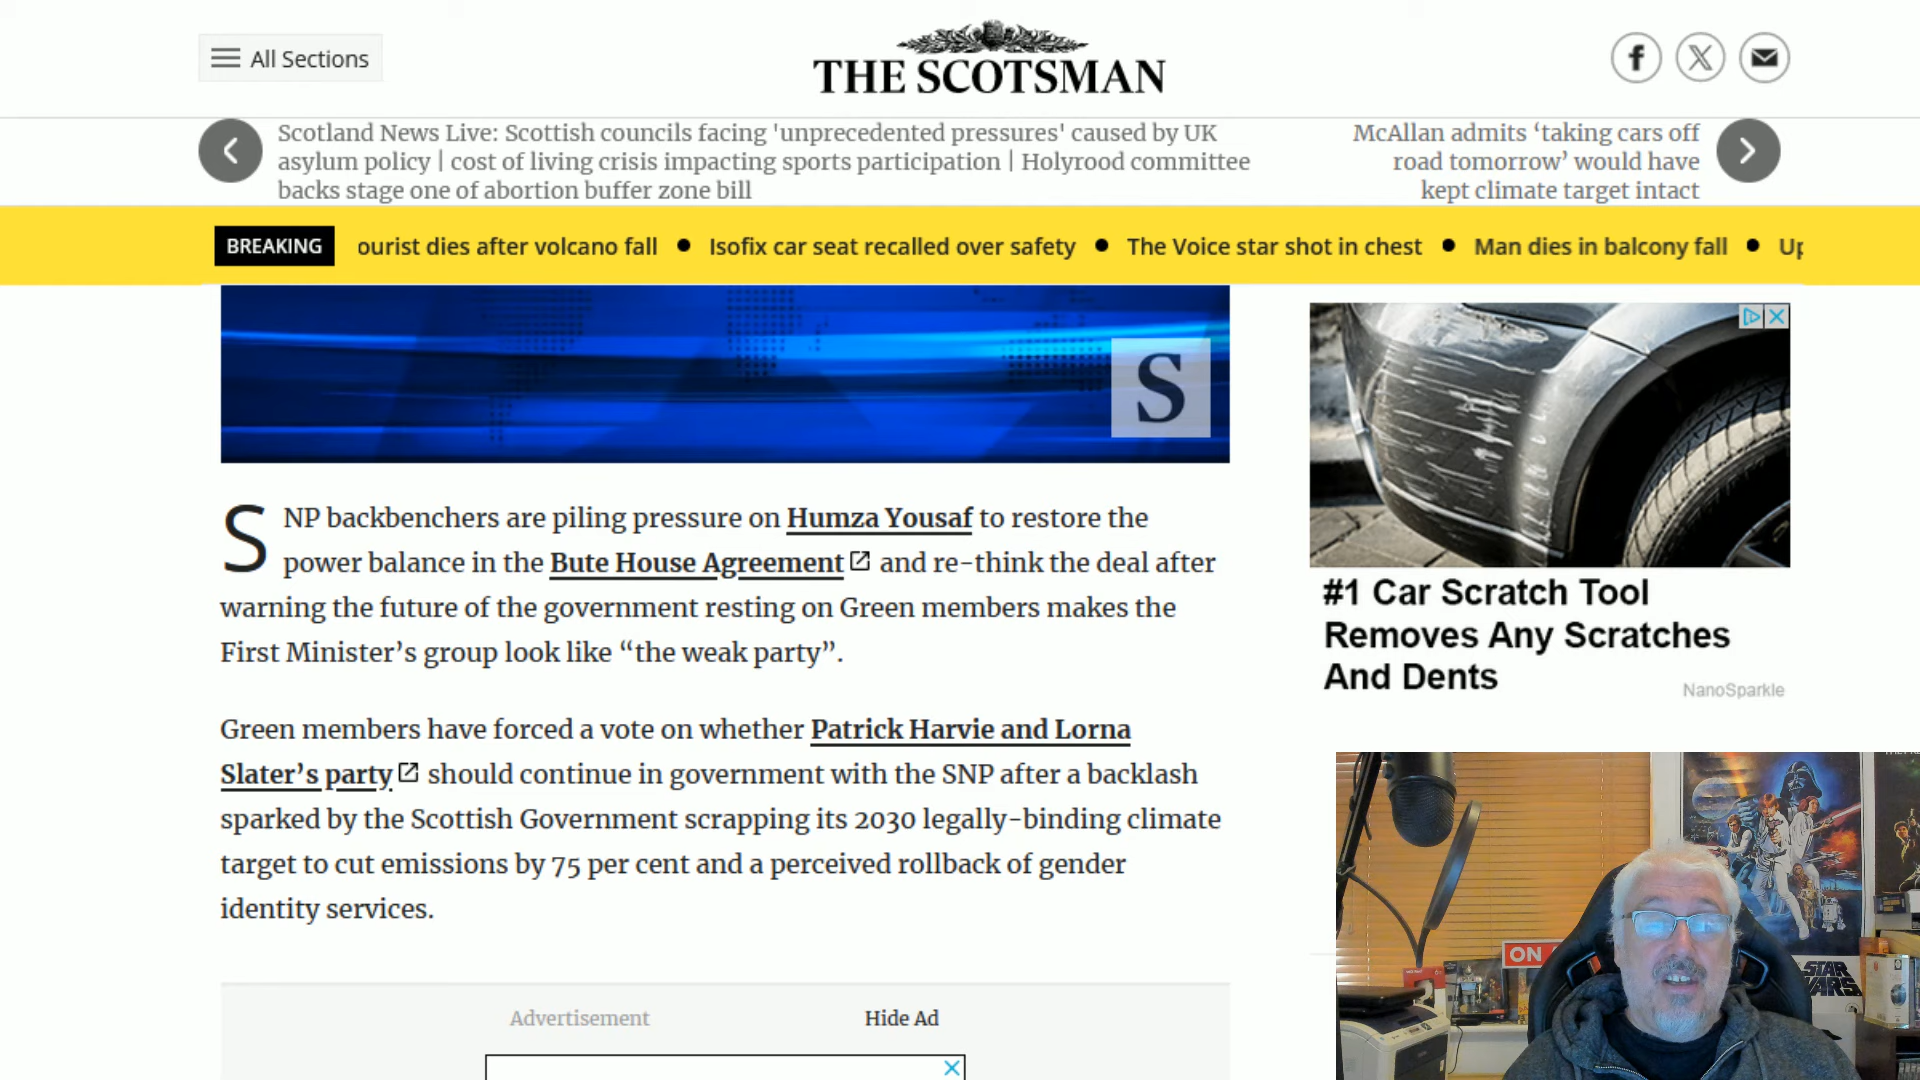 All Sections
THE SCOTSMAN
Scotland News Live: Scottish councils facing 'unprecedented pressures' caused by UK
asylum policy | cost of living crisis impacting sports participation | Holyrood committee
backs stage one of abortion buffer zone bill
McAllan admits ‘taking cars off
road tomorrow’ would have
kept climate target intact
BREAKING
ourist dies after volcano fall ● Isofix car seat recalled over safety ● The Voice star shot in chest ● Man dies in balcony fall ● Up
S
SNP backbenchers are piling pressure on Humza Yousaf to restore the
power balance in the Bute House Agreement and re-think the deal after
warning the future of the government resting on Green members makes the
First Minister’s group look like “the weak party”.
Green members have forced a vote on whether Patrick Harvie and Lorna
Slater’s party should continue in government with the SNP after a backlash
sparked by the Scottish Government scrapping its 2030 legally-binding climate
target to cut emissions by 75 per cent and a perceived rollback of gender
identity services.
Advertisement
Hide Ad
#1 Car Scratch Tool
Removes Any Scratches
And Dents
NanoSparkle
ON
STAR
WARS